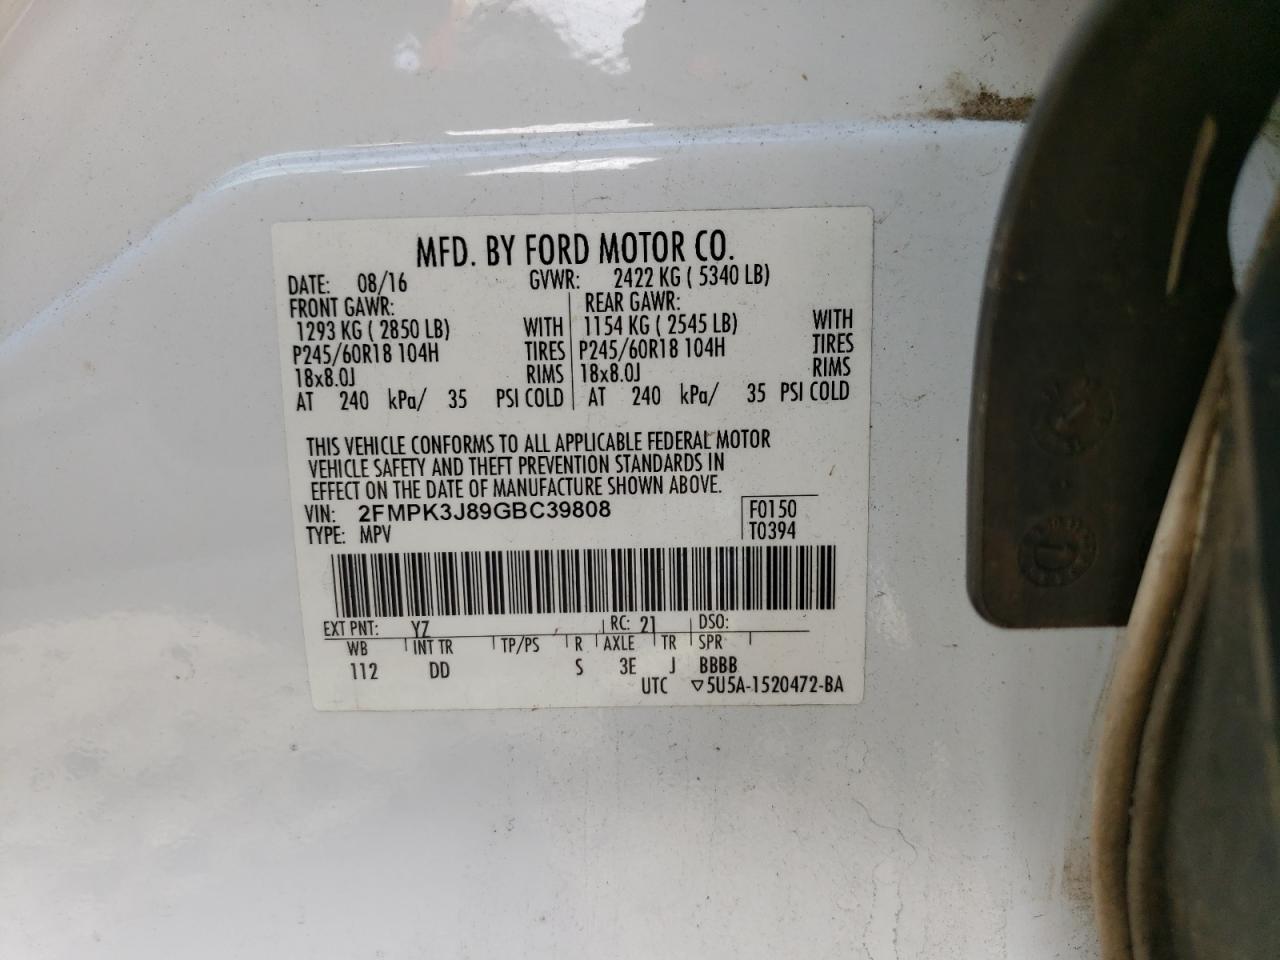 MFD. BY FORD MOTOR CO.
DATE: 08/16 GVWR: 2422 KG ( 5340 LB)
FRONT GAWR: REAR GAWR:
1293 KG ( 2850 LB) WITH 1154 KG ( 2545 LB) WITH
P245/60R18 104H TIRES P245/60R18 104H TIRES
18x8.0J RIMS 18x8.0J RIMS
AT 240 kPa/ 35 PSI COLD AT 240 kPa/ 35 PSI COLD
THIS VEHICLE CONFORMS TO ALL APPLICABLE FEDERAL MOTOR
VEHICLE SAFETY AND THEFT PREVENTION STANDARDS IN
EFFECT ON THE DATE OF MANUFACTURE SHOWN ABOVE.
VIN: 2FMPK3J89GBC39808 F0150
TYPE: MPV T0394
EXT PNT: YZ RC: 21 DSO:
WB INT TR TP/PS R AXLE TR SPR
112 DD S 3E J BBBB
UTC ▽5U5A-1520472-BA